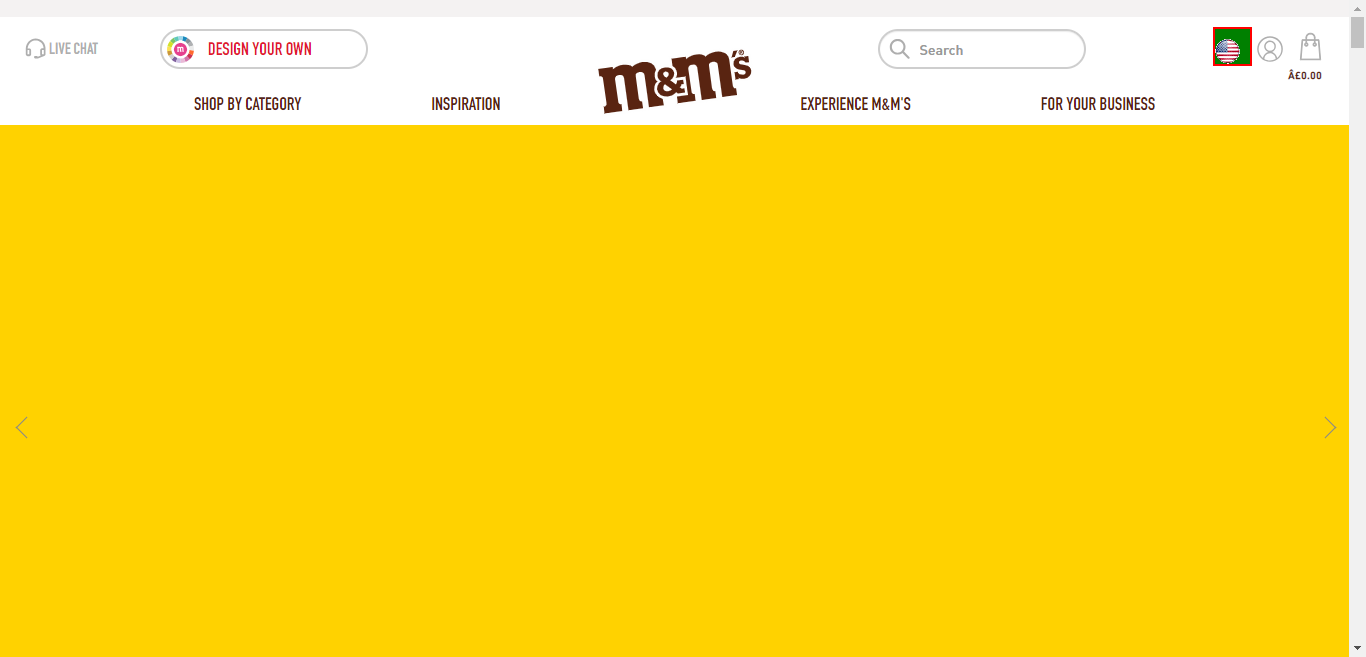 LIVE CHAT
DESIGN YOUR OWN
m
m&m's®
Search
Â£0.00
SHOP BY CATEGORY
INSPIRATION
EXPERIENCE M&M'S
FOR YOUR BUSINESS